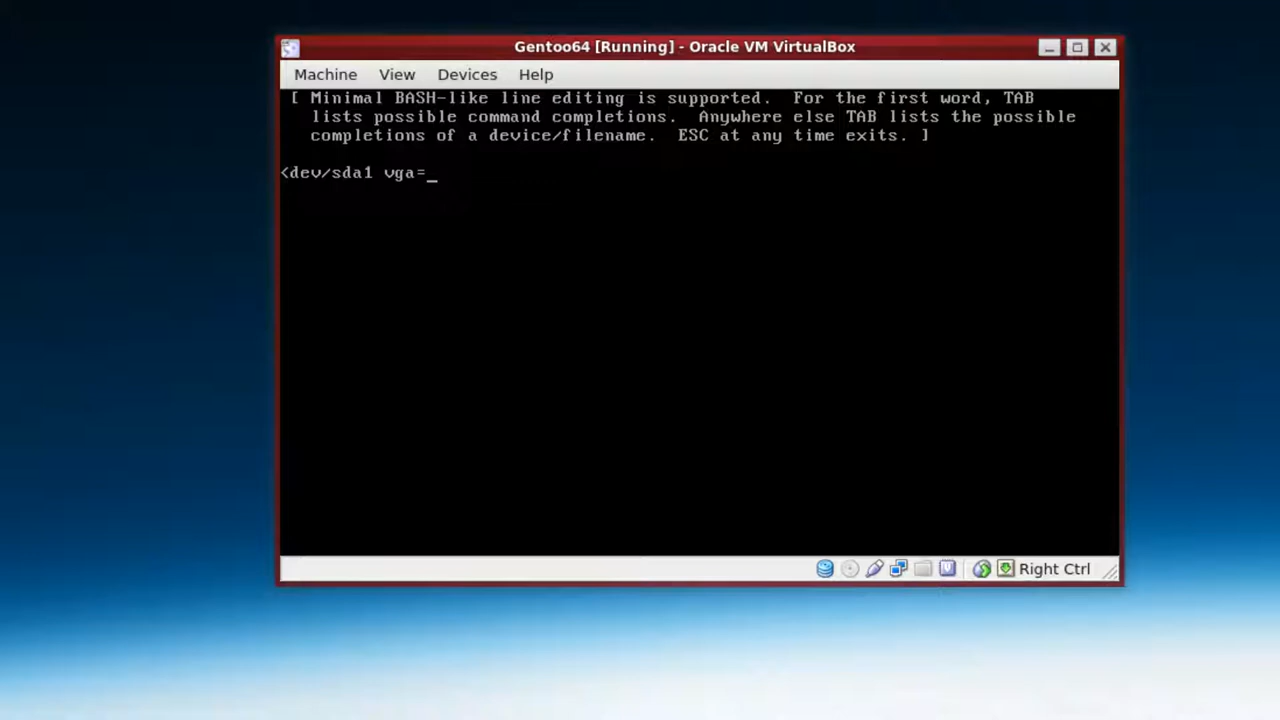 Gentoo64 [Running] - Oracle VM VirtualBox
Machine View Devices Help
[ Minimal BASH-like line editing is supported.  For the first word, TAB
lists possible command completions.  Anywhere else TAB lists the possible
completions of a device/filename.  ESC at any time exits. ]
<dev/sda1 vga=_
Right Ctrl